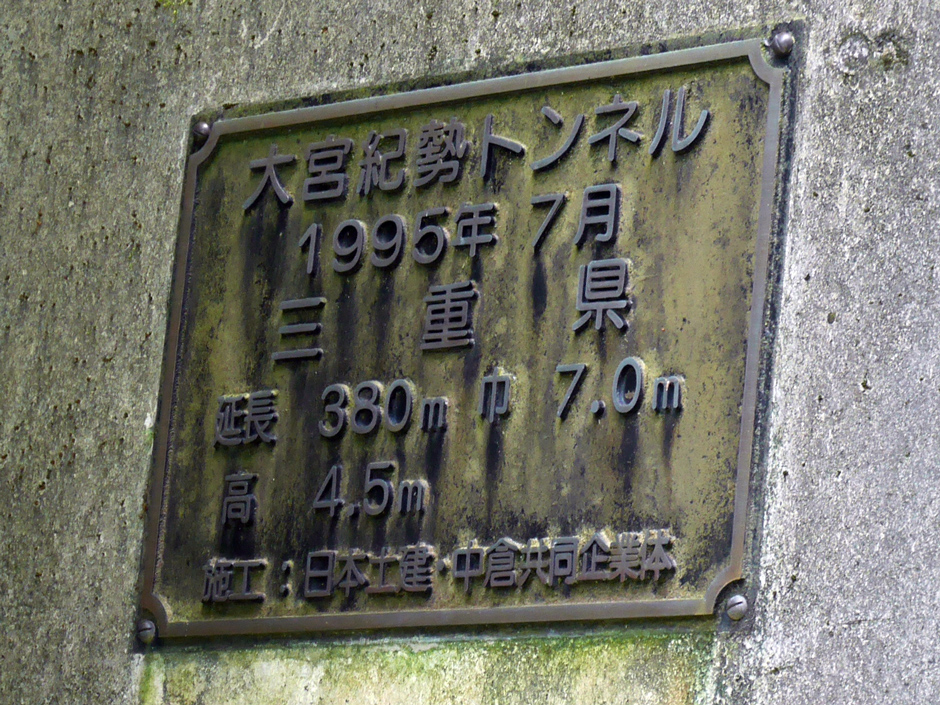 大宮紀勢トンネル
1995年 7月
三重県
延長 380m 巾 7.0m
高 4.5m
施工：日本土建・中倉共同企業体